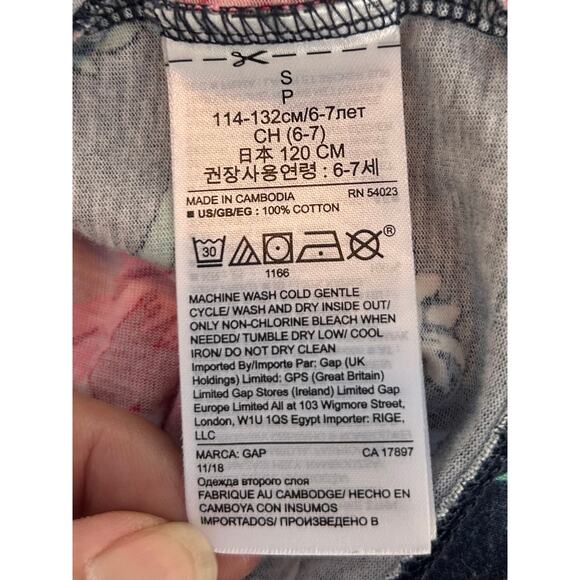 S
P
114-132см/6-7лет
CH (6-7)
日本 120 CM
권장사용연령 : 6-7세
MADE IN CAMBODIA RN 54023
■ US/GB/EG : 100% COTTON
30 ®
1166
MACHINE WASH COLD GENTLE
CYCLE/ WASH AND DRY INSIDE OUT/
ONLY NON-CHLORINE BLEACH WHEN
NEEDED/ TUMBLE DRY LOW/ COOL
IRON/ DO NOT DRY CLEAN
Imported By/Importe Par: Gap (UK
Holdings) Limited: GPS (Great Britain)
Limited Gap Stores (Ireland) Limited Gap
Europe Limited All at 103 Wigmore Street,
London, W1U 1QS Egypt Importer: RIGE,
LLC
MARCA: GAP CA 17897
11/18
Одежда второго слоя
FABRIQUE AU CAMBODGE/ HECHO EN
CAMBOYA CON INSUMOS
IMPORTADOS/ ПРОИЗВЕДЕНО В